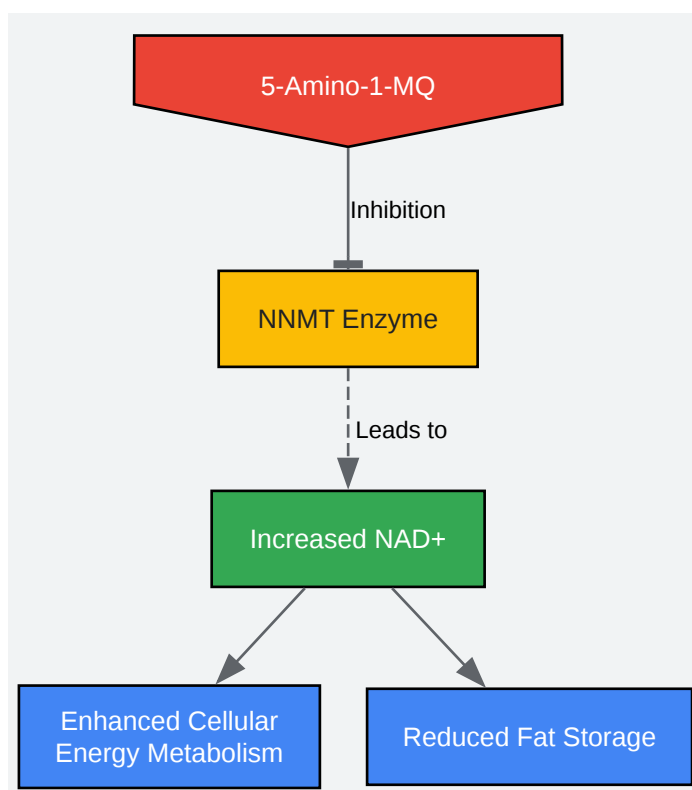 5-Amino-1-MQ
Inhibition
NNMT Enzyme
Leads to
Increased NAD+
Enhanced Cellular
Energy Metabolism
Reduced Fat Storage